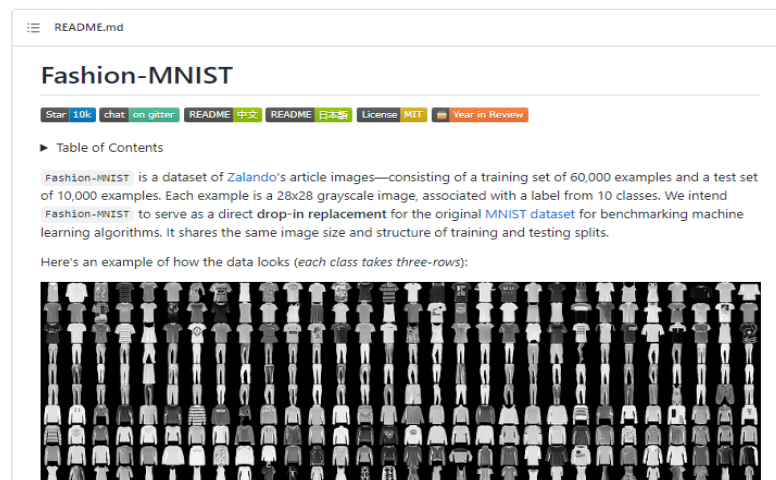 README.md
Fashion-MNIST
Star 10k chat on gitter README 中文 README 日本語 License MIT Year in Review
Table of Contents
Fashion-MNIST is a dataset of Zalando's article images—consisting of a training set of 60,000 examples and a test set
of 10,000 examples. Each example is a 28x28 grayscale image, associated with a label from 10 classes. We intend
Fashion-MNIST to serve as a direct drop-in replacement for the original MNIST dataset for benchmarking machine
learning algorithms. It shares the same image size and structure of training and testing splits.
Here's an example of how the data looks (each class takes three-rows):